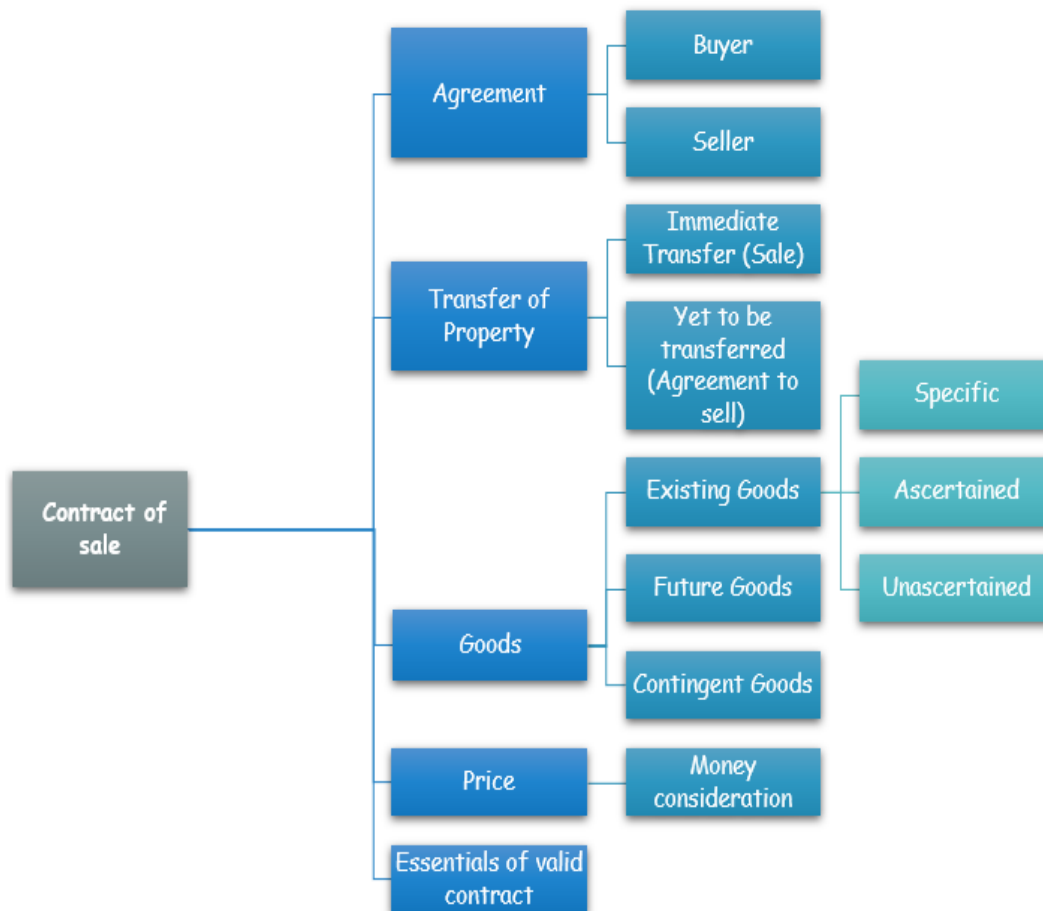 Contract of
sale
Agreement
Buyer
Seller
Transfer of
Property
Immediate
Transfer (Sale)
Yet to be
transferred
(Agreement to
sell)
Goods
Existing Goods
Specific
Ascertained
Unascertained
Future Goods
Contingent Goods
Price
Money
consideration
Essentials of valid
contract